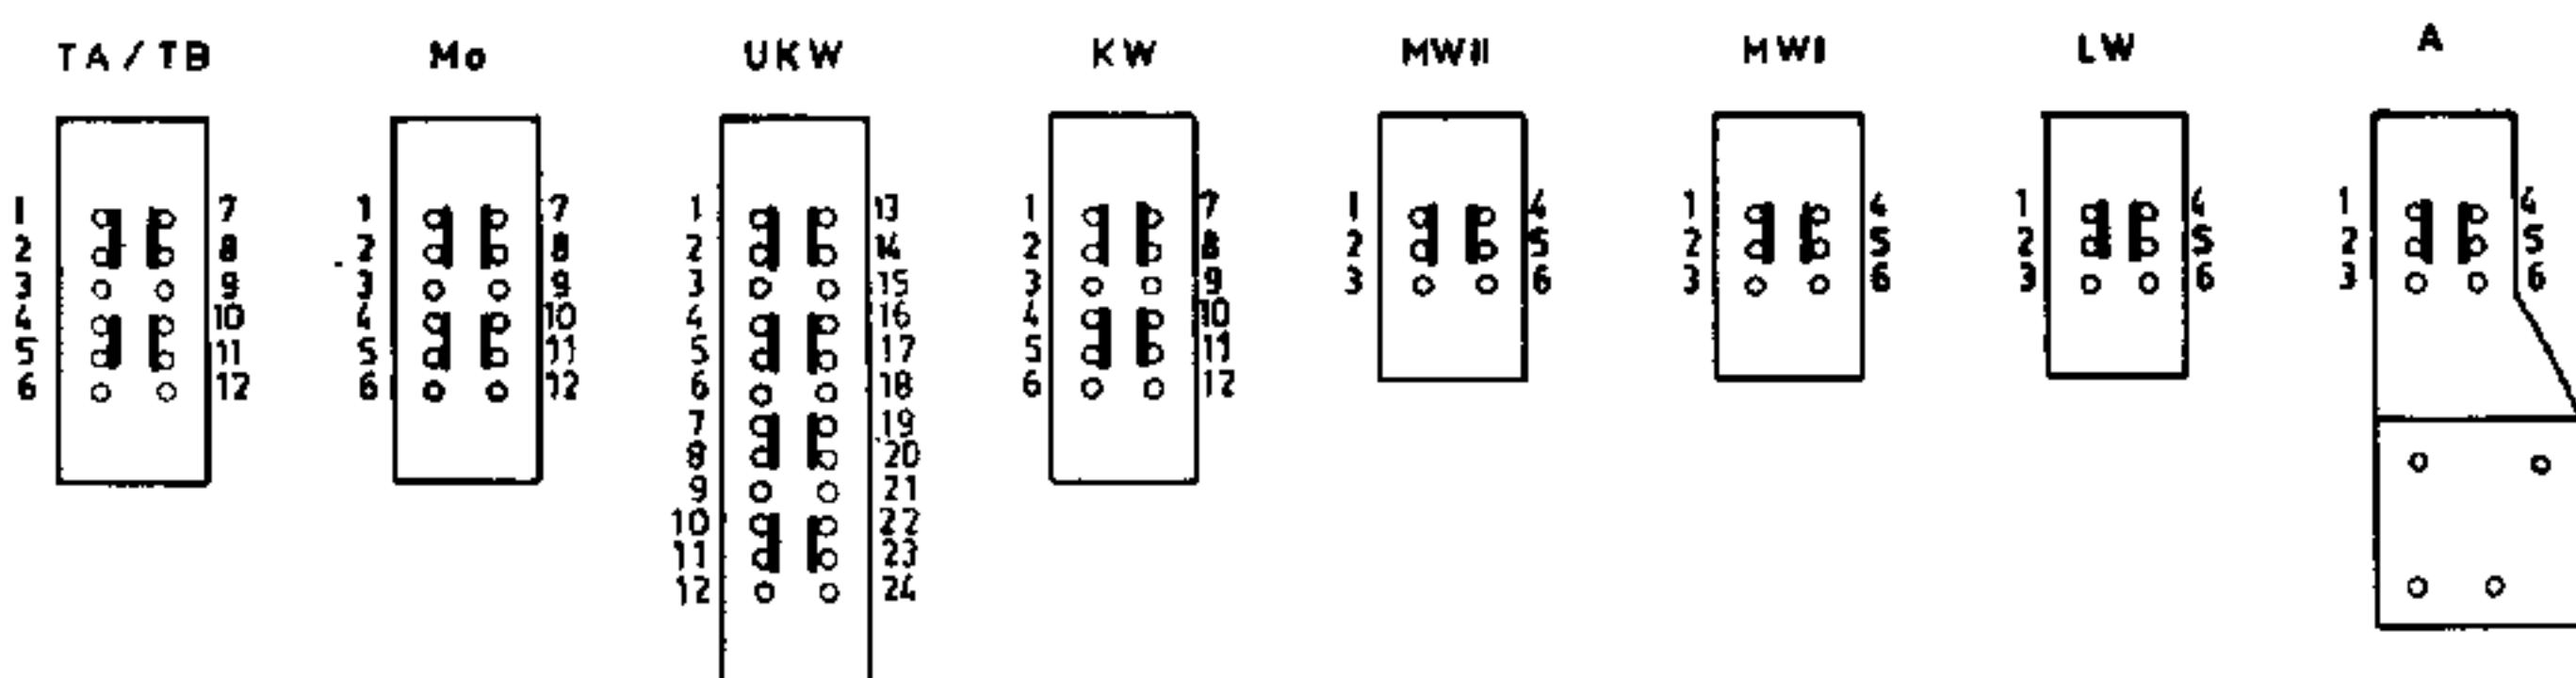 TA/TB Mo UKW KW MWII MWI LW A
1 7 1 7 1 13 1 7 1 4 1 4 1 4 1 4
2 8 2 8 2 14 2 8 2 5 2 5 2 5 2 5
3 9 3 9 3 15 3 9 3 6 3 6 3 6 3 6
4 10 4 10 4 16 4 10
5 11 5 11 5 17 5 11
6 12 6 12 6 18 6 12
7 19
8 20
9 21
10 22
11 23
12 24